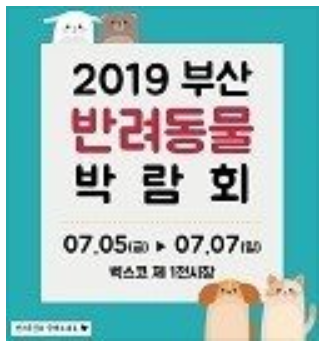 2019 부산
반려동물
박 람 회
07.05(금) ▶ 07.07(일)
벡스코 제 1전시장